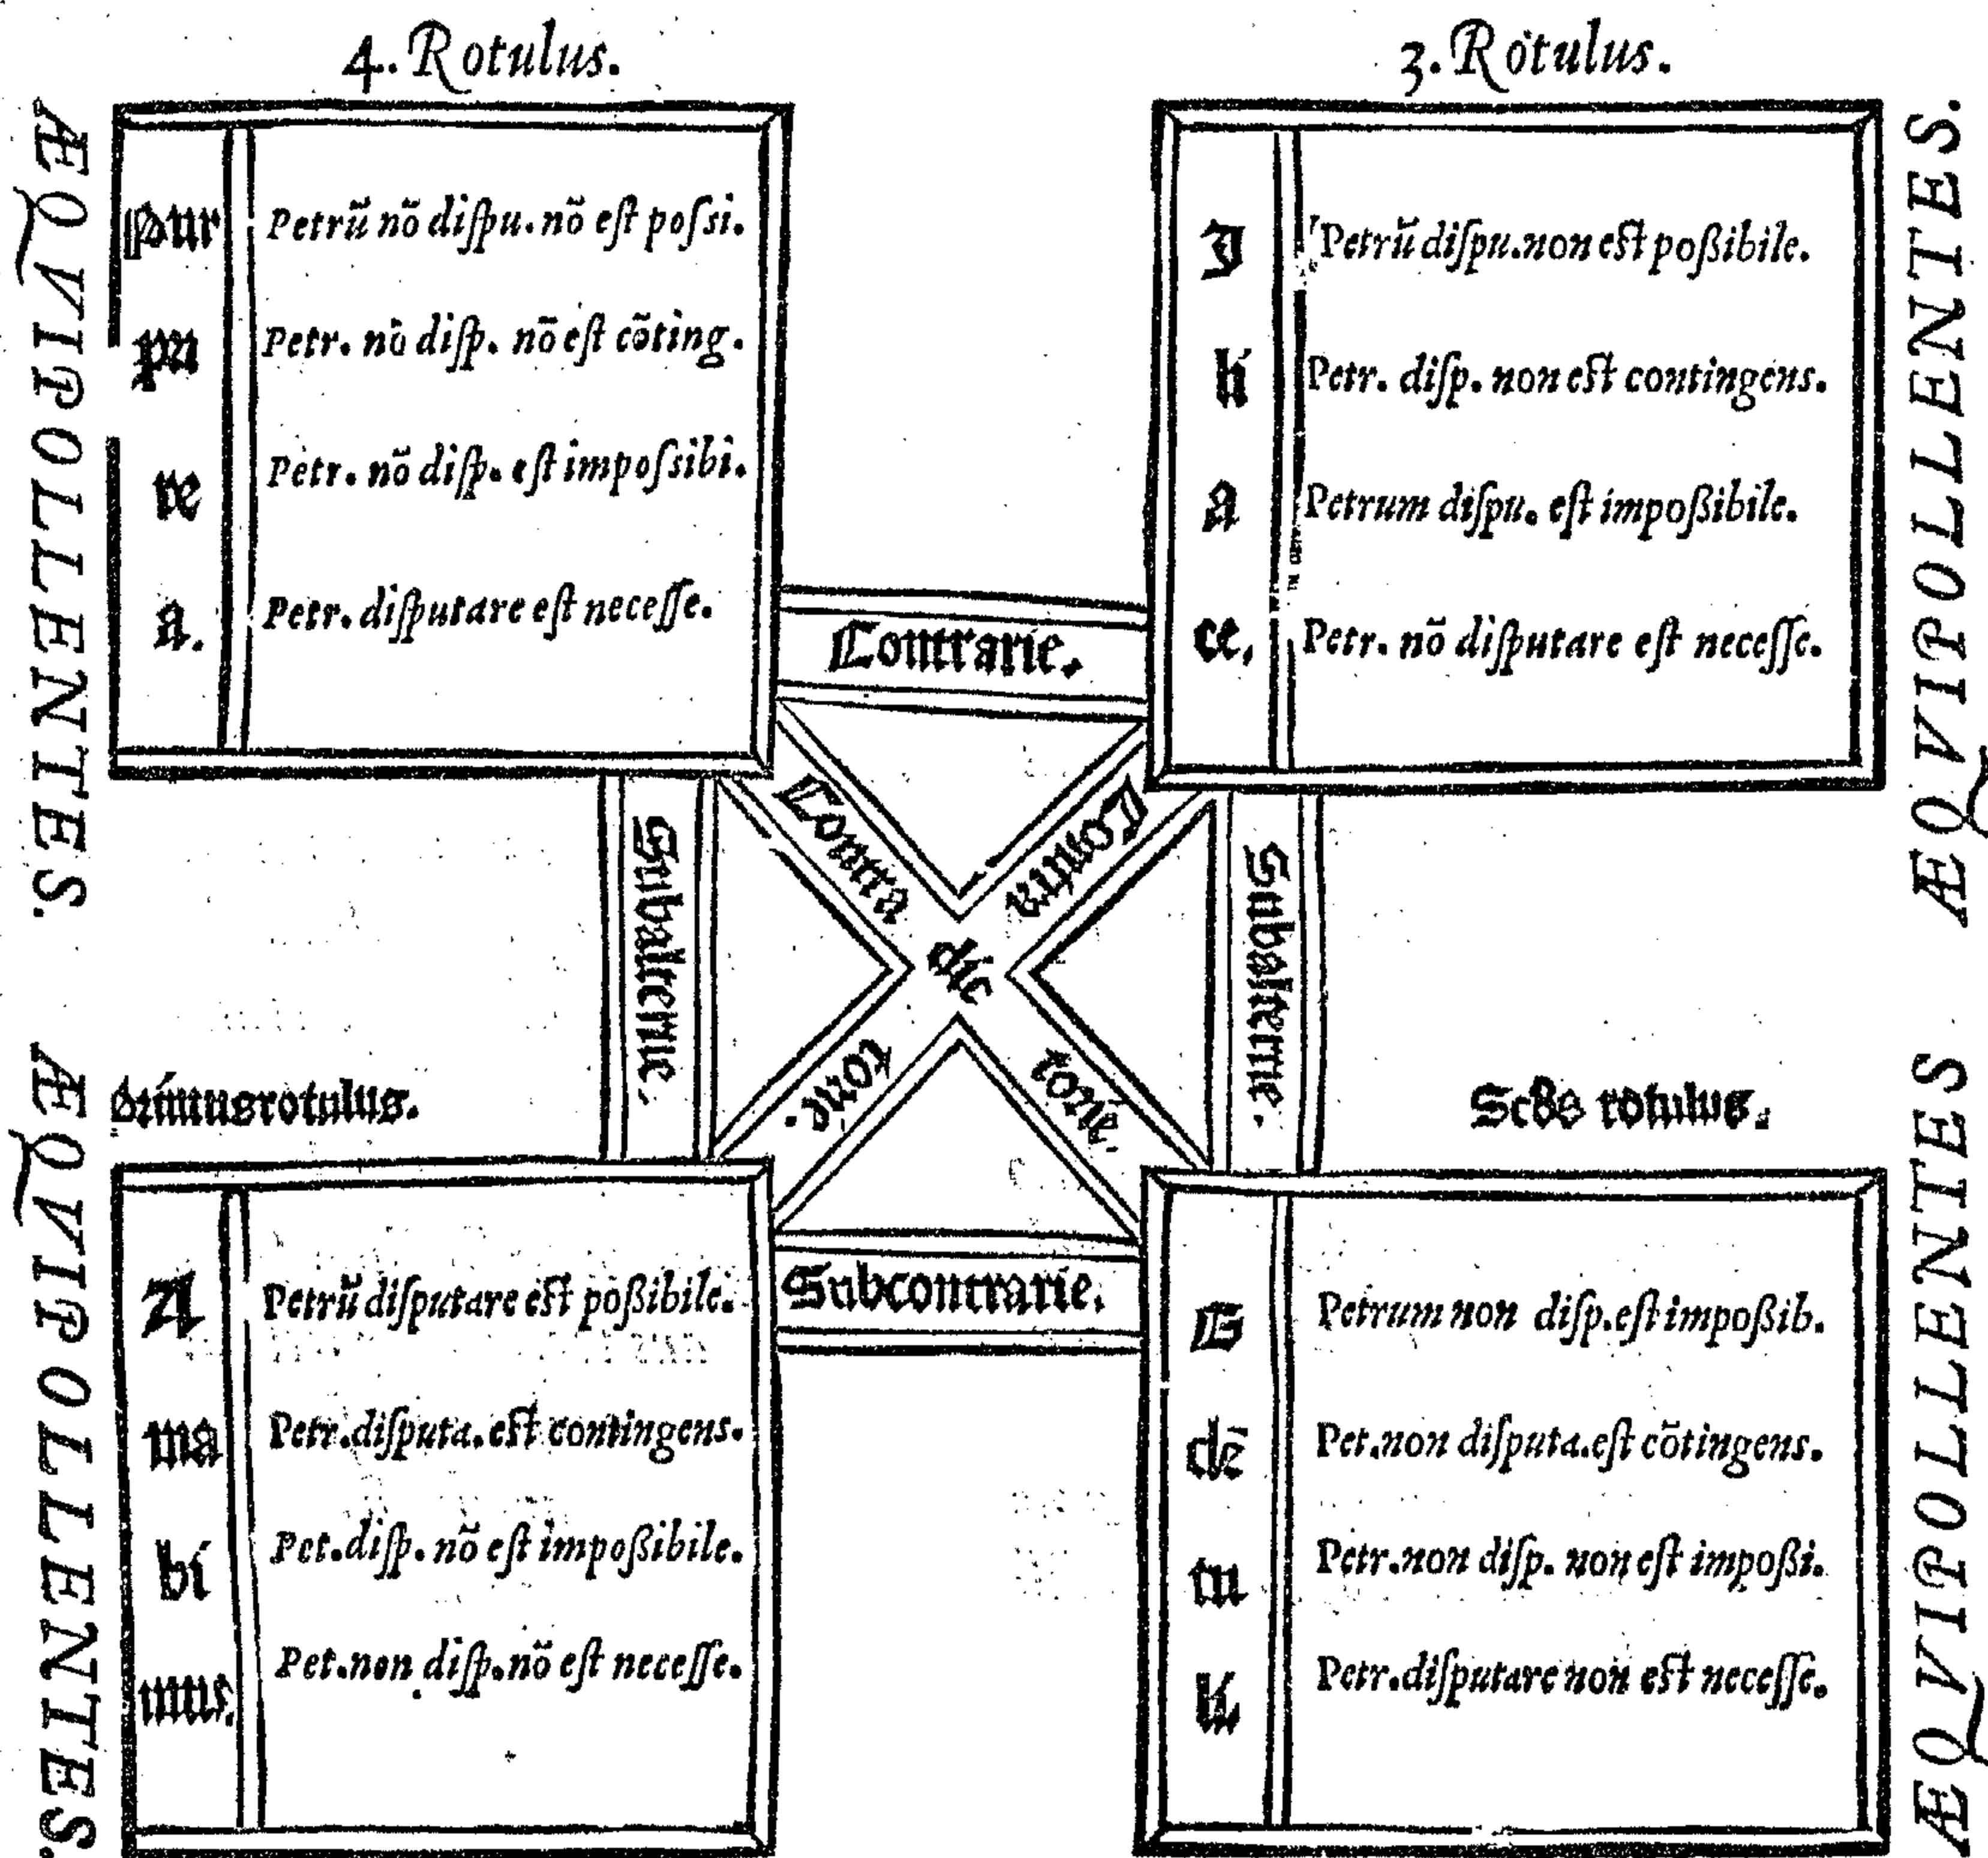 4. Rotulus.
ÆQVIPOLLENTES.
Pur
Petrũ nõ diſpu. nõ eſt poſsi.
pu
Petr. nõ diſp. nõ eſt cõting.
re
Petr. nõ diſp. eſt impoſsibi.
a.
Petr. diſputare eſt neceſſe.
3. Rotulus.
ÆQVIPOLLENTES.
Petrũ diſpu. non eſt poßibile.
Petr. diſp. non eſt contingens.
a
Petrum diſpu. eſt impoßibile.
ce,
Petr. nõ diſputare eſt neceſſe.
Contrarie.
Subalterne.
Contra
Contra
dic
torie.
torie.
Subalterne.
Primus rotulus.
ÆQVIPOLLENTES.
A
Petrũ diſputare eſt poßibile.
ma
Petr. diſputa. eſt contingens.
bi
Pet. diſp. nõ eſt impoßibile.
mus.
Pet. non diſp. nõ eſt neceſſe.
Subcontrarie.
rotulus.
ÆQVIPOLLENTES
E
Petrum non diſp. eſt impoßib.
dē
Pet. non diſputa. eſt cõtingens.
tu
Petr. non diſp. non eſt impoßi.
li
Petr. diſputare non eſt neceſſe.